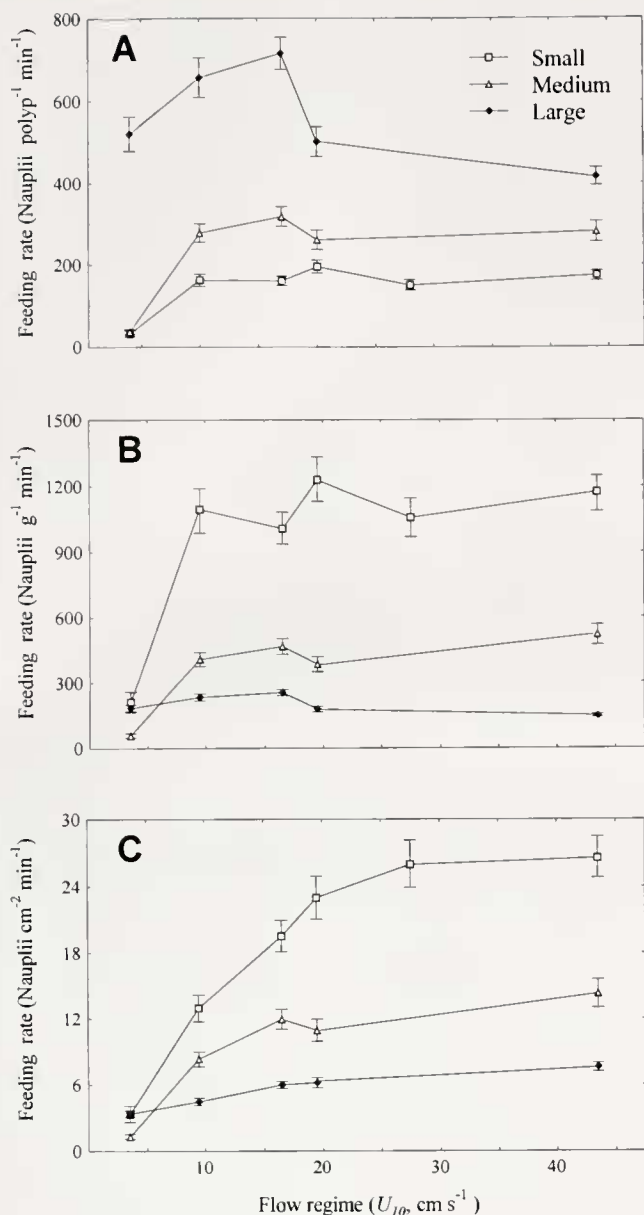 800
A
Small
Medium
Large
600
400
200
0
Feeding rate (Nauplii polyp⁻¹ min⁻¹)
1500
B
1200
900
600
300
0
Feeding rate (Nauplii g⁻¹ min⁻¹)
30
C
24
18
12
6
0
Feeding rate (Nauplii cm⁻² min⁻¹)
10 20 30 40
Flow regime (U₁₀, cm s⁻¹)